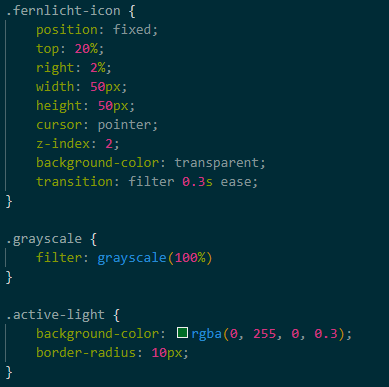 .fernlicht-icon {
    position: fixed;
    top: 20%;
    right: 2%;
    width: 50px;
    height: 50px;
    cursor: pointer;
    z-index: 2;
    background-color: transparent;
    transition: filter 0.3s ease;
}

.grayscale {
    filter: grayscale(100%)
}

.active-light {
    background-color: rgba(0, 255, 0, 0.3);
    border-radius: 10px;
}